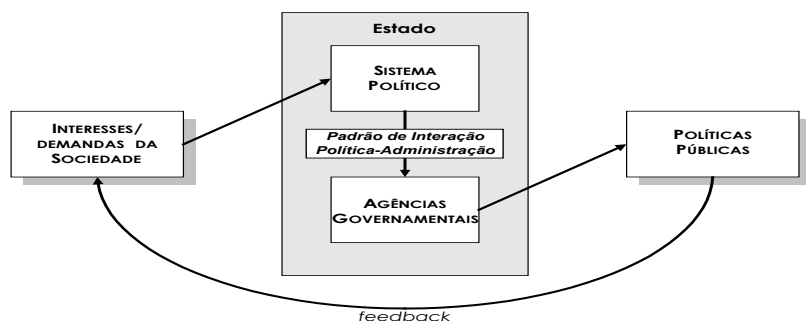 Estado
SISTEMA
POLÍTICO
INTERESSES/
DEMANDAS DA
SOCIEDADE
Padrão de Interação
Política-Administração
POLÍTICAS
PÚBLICAS
AGÊNCIAS
GOVERNAMENTAIS
feedback